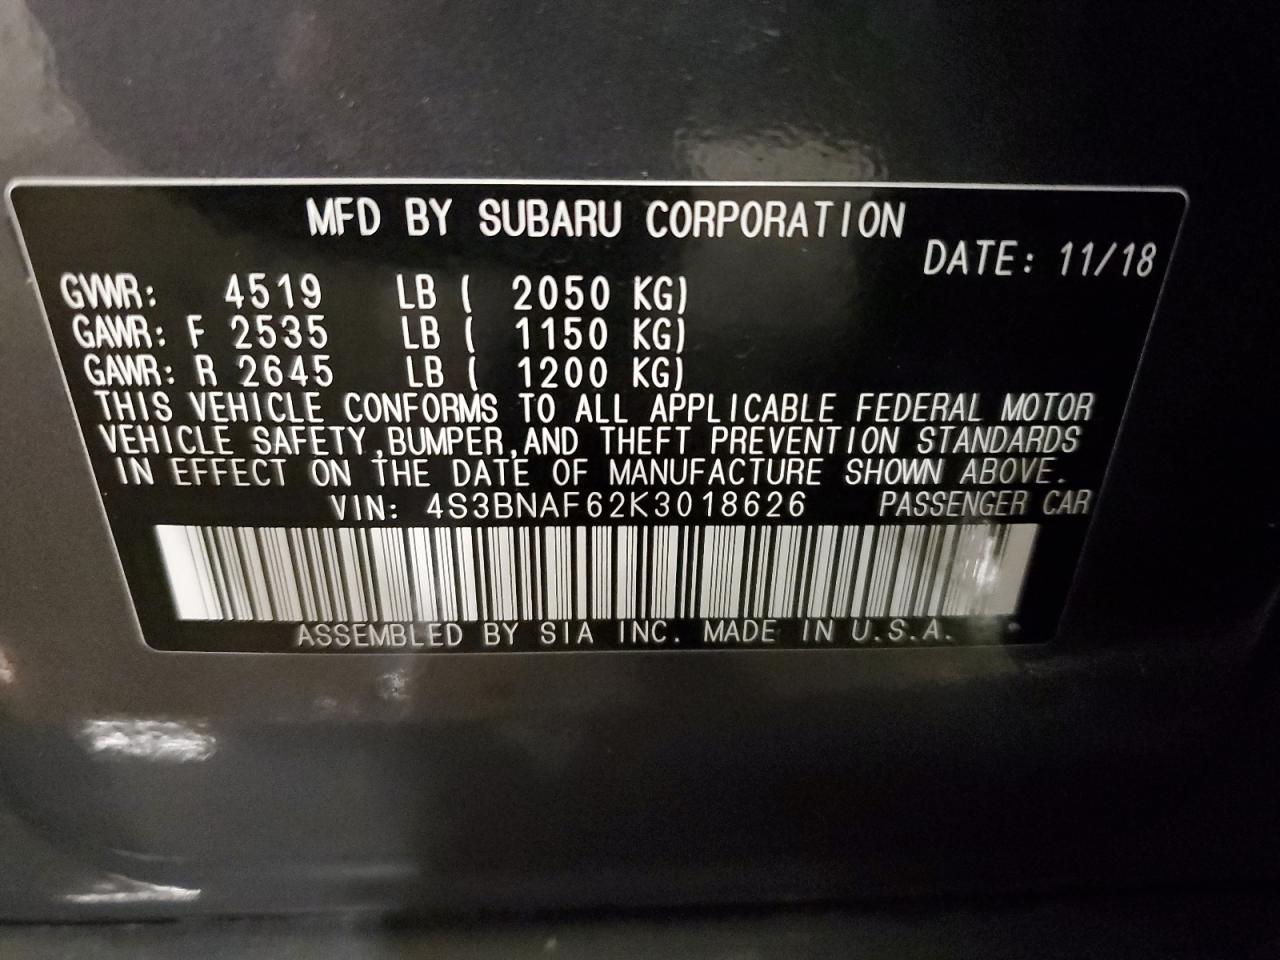 MFD BY SUBARU CORPORATION
DATE: 11/18
GVWR: 4519 LB ( 2050 KG)
GAWR: F 2535 LB ( 1150 KG)
GAWR: R 2645 LB ( 1200 KG)
THIS VEHICLE CONFORMS TO ALL APPLICABLE FEDERAL MOTOR
VEHICLE SAFETY,BUMPER,AND THEFT PREVENTION STANDARDS
IN EFFECT ON THE DATE OF MANUFACTURE SHOWN ABOVE.
VIN: 4S3BNAF62K3018626 PASSENGER CAR
ASSEMBLED BY SIA INC. MADE IN U.S.A.